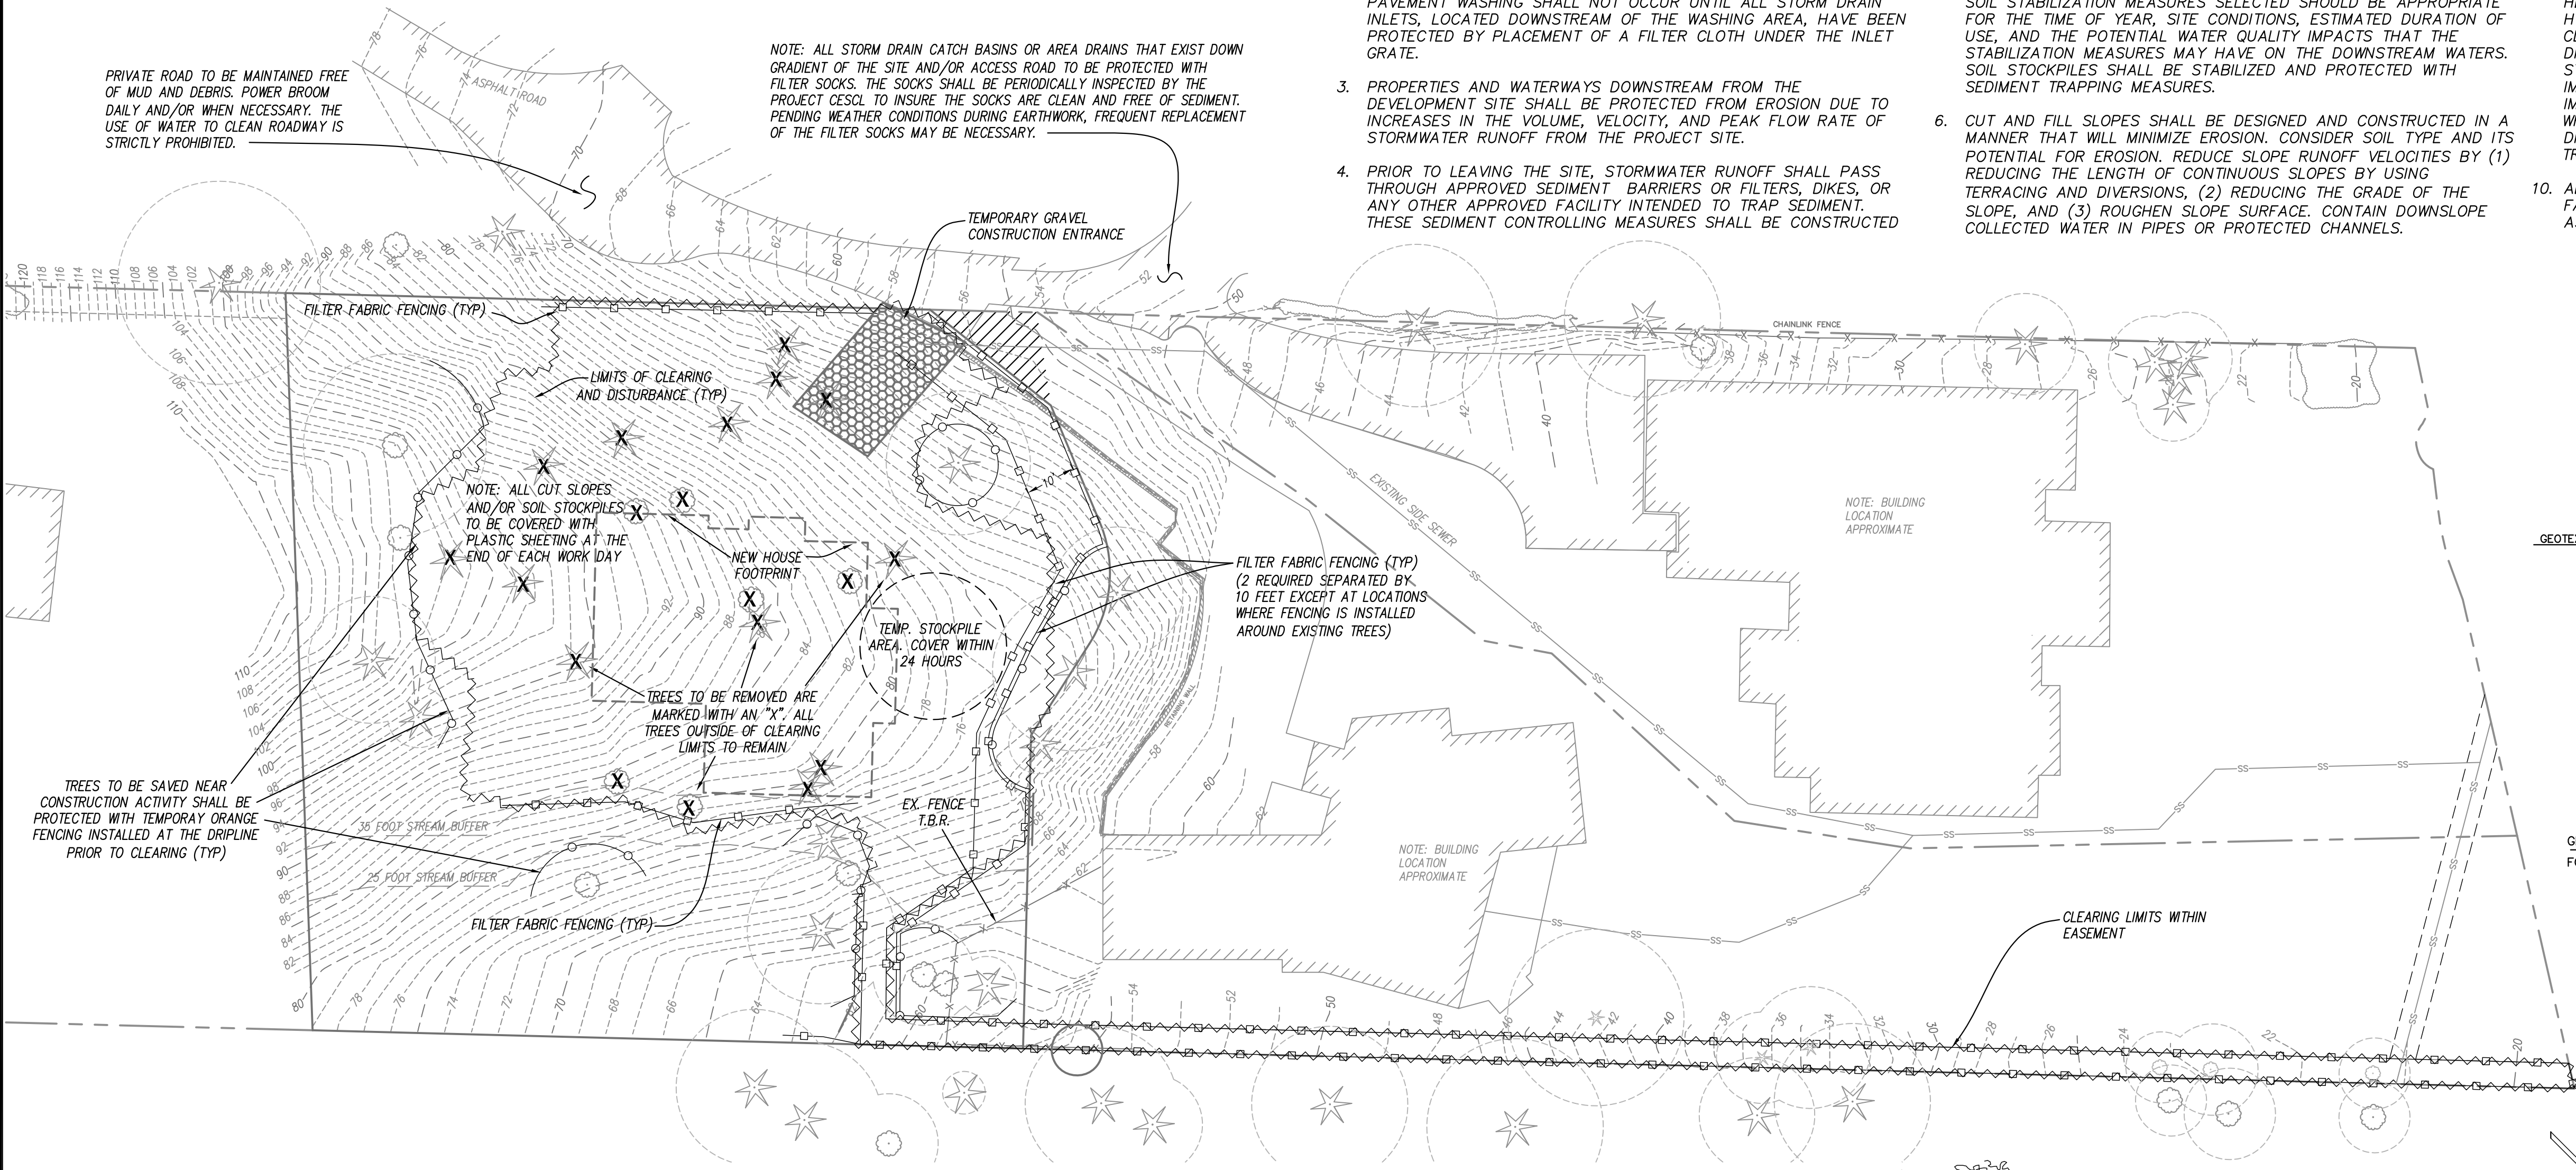 PRIVATE ROAD TO BE MAINTAINED FREE
OF MUD AND DEBRIS. POWER BROOM
DAILY AND/OR WHEN NECESSARY. THE
USE OF WATER TO CLEAN ROADWAY IS
STRICTLY PROHIBITED.
ASPHALT ROAD
NOTE: ALL STORM DRAIN CATCH BASINS OR AREA DRAINS THAT EXIST DOWN
GRADIENT OF THE SITE AND/OR ACCESS ROAD TO BE PROTECTED WITH
FILTER SOCKS. THE SOCKS SHALL BE PERIODICALLY INSPECTED BY THE
PROJECT CESCL TO INSURE THE SOCKS ARE CLEAN AND FREE OF SEDIMENT.
PENDING WEATHER CONDITIONS DURING EARTHWORK, FREQUENT REPLACEMENT
OF THE FILTER SOCKS MAY BE NECESSARY.
PAVEMENT WASHING SHALL NOT OCCUR UNTIL ALL STORM DRAIN
INLETS, LOCATED DOWNSTREAM OF THE WASHING AREA, HAVE BEEN
PROTECTED BY PLACEMENT OF A FILTER CLOTH UNDER THE INLET
GRATE.
3. PROPERTIES AND WATERWAYS DOWNSTREAM FROM THE
DEVELOPMENT SITE SHALL BE PROTECTED FROM EROSION DUE TO
INCREASES IN THE VOLUME, VELOCITY, AND PEAK FLOW RATE OF
STORMWATER RUNOFF FROM THE PROJECT SITE.
4. PRIOR TO LEAVING THE SITE, STORMWATER RUNOFF SHALL PASS
THROUGH APPROVED SEDIMENT BARRIERS OR FILTERS, DIKES, OR
ANY OTHER APPROVED FACILITY INTENDED TO TRAP SEDIMENT.
THESE SEDIMENT CONTROLLING MEASURES SHALL BE CONSTRUCTED
SOIL STABILIZATION MEASURES SELECTED SHOULD BE APPROPRIATE
FOR THE TIME OF YEAR, SITE CONDITIONS, ESTIMATED DURATION OF
USE, AND THE POTENTIAL WATER QUALITY IMPACTS THAT THE
STABILIZATION MEASURES MAY HAVE ON THE DOWNSTREAM WATERS.
SOIL STOCKPILES SHALL BE STABILIZED AND PROTECTED WITH
SEDIMENT TRAPPING MEASURES.
6. CUT AND FILL SLOPES SHALL BE DESIGNED AND CONSTRUCTED IN A
MANNER THAT WILL MINIMIZE EROSION. CONSIDER SOIL TYPE AND ITS
POTENTIAL FOR EROSION. REDUCE SLOPE RUNOFF VELOCITIES BY (1)
REDUCING THE LENGTH OF CONTINUOUS SLOPES BY USING
TERRACING AND DIVERSIONS, (2) REDUCING THE GRADE OF THE
SLOPE, AND (3) ROUGHEN SLOPE SURFACE. CONTAIN DOWNSLOPE
COLLECTED WATER IN PIPES OR PROTECTED CHANNELS.
10.
TEMPORARY GRAVEL
CONSTRUCTION ENTRANCE
FILTER FABRIC FENCING (TYP)
LIMITS OF CLEARING
AND DISTURBANCE (TYP)
CHAINLINK FENCE
NOTE: ALL CUT SLOPES
AND/OR SOIL STOCKPILES
TO BE COVERED WITH
PLASTIC SHEETING AT THE
END OF EACH WORK DAY
NEW HOUSE
FOOTPRINT
10'
EXISTING SIDE SEWER
NOTE: BUILDING
LOCATION
APPROXIMATE
FILTER FABRIC FENCING (TYP)
(2 REQUIRED SEPARATED BY
10 FEET EXCEPT AT LOCATIONS
WHERE FENCING IS INSTALLED
AROUND EXISTING TREES)
TEMP. STOCKPILE
AREA. COVER WITHIN
24 HOURS
RETAINING WALL
TREES TO BE REMOVED ARE
MARKED WITH AN "X". ALL
TREES OUTSIDE OF CLEARING
LIMITS TO REMAIN
TREES TO BE SAVED NEAR
CONSTRUCTION ACTIVITY SHALL BE
PROTECTED WITH TEMPORAY ORANGE
FENCING INSTALLED AT THE DRIPLINE
PRIOR TO CLEARING (TYP)
35 FOOT STREAM BUFFER
25 FOOT STREAM BUFFER
EX. FENCE
T.B.R.
FILTER FABRIC FENCING (TYP)
NOTE: BUILDING
LOCATION
APPROXIMATE
CLEARING LIMITS WITHIN
EASEMENT